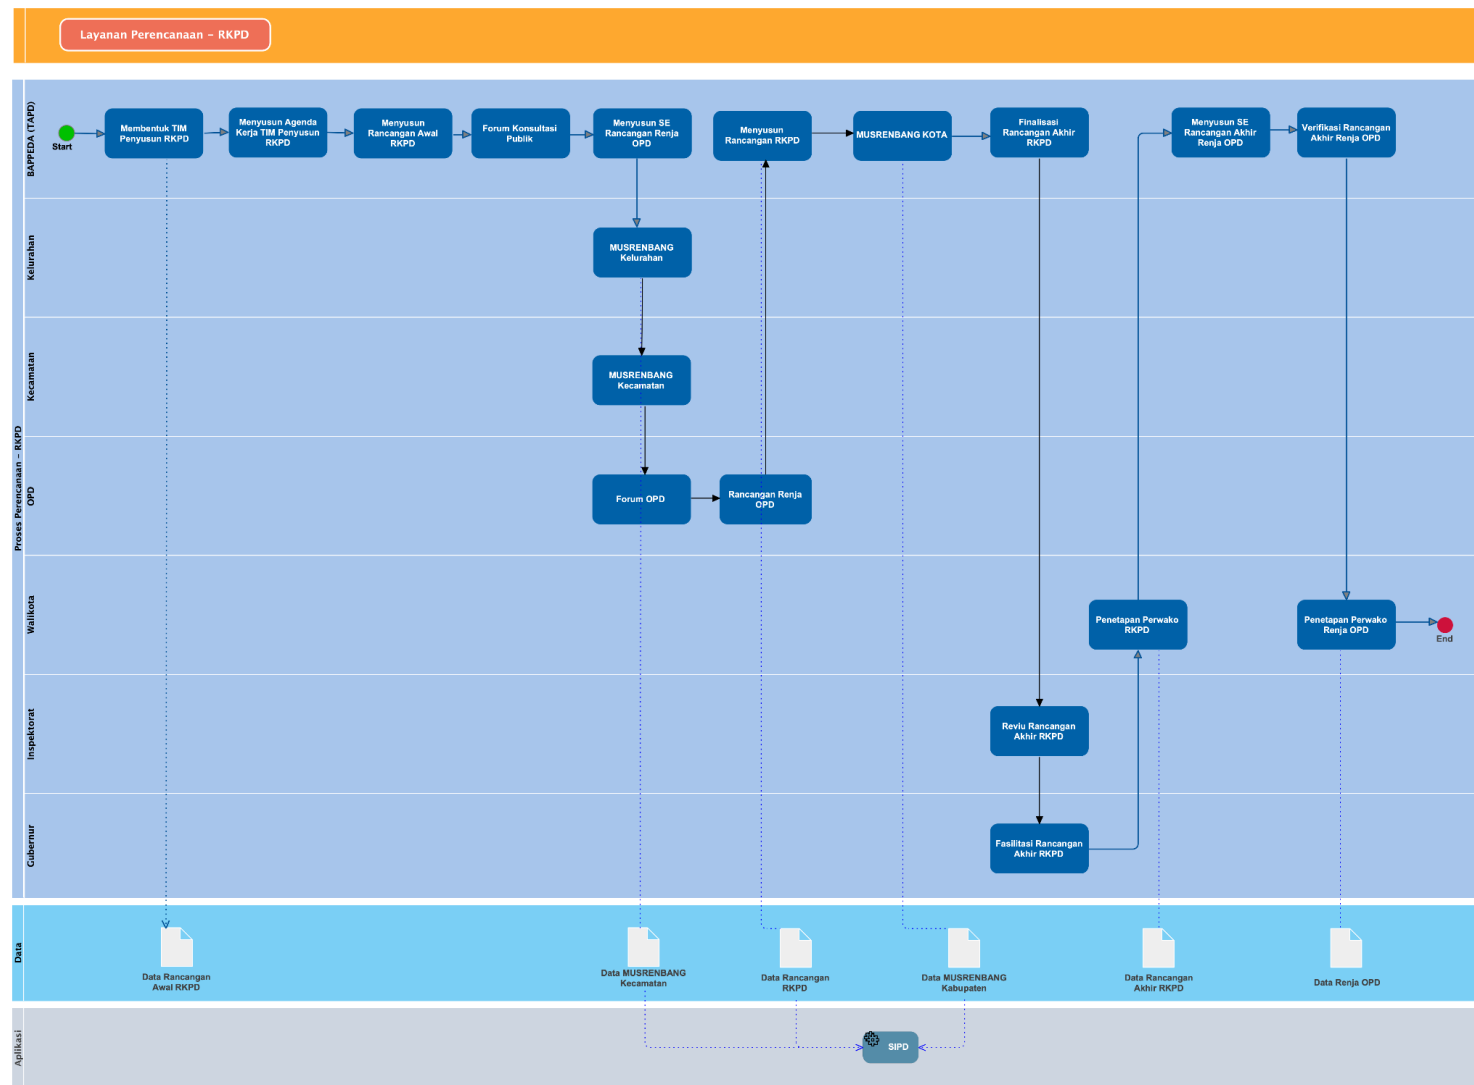 Layanan Perencanaan - RKPD
Proses Perencanaan - RKPD
BAPPEDA (TAPD)
Start
Membentuk TIM
Penyusun RKPD
Menyusun Agenda
Kerja TIM Penyusun
RKPD
Menyusun
Rancangan Awal
RKPD
Forum Konsultasi
Publik
Menyusun SE
Rancangan Renja
OPD
Menyusun
Rancangan RKPD
MUSRENBANG KOTA
Finalisasi
Rancangan Akhir
RKPD
Menyusun SE
Rancangan Akhir
Renja OPD
Verifikasi Rancangan
Akhir Renja OPD
Kelurahan
MUSRENBANG
Kelurahan
Kecamatan
MUSRENBANG
Kecamatan
OPD
Forum OPD
Rancangan Renja
OPD
Walikota
Penetapan Perwako
RKPD
Penetapan Perwako
Renja OPD
End
Inspektorat
Reviu Rancangan
Akhir RKPD
Gubernur
Fasilitasi Rancangan
Akhir RKPD
Data
Data Rancangan
Awal RKPD
Data MUSRENBANG
Kecamatan
Data Rancangan
RKPD
Data MUSRENBANG
Kabupaten
Data Rancangan
Akhir RKPD
Data Renja OPD
Aplikasi
SIPD